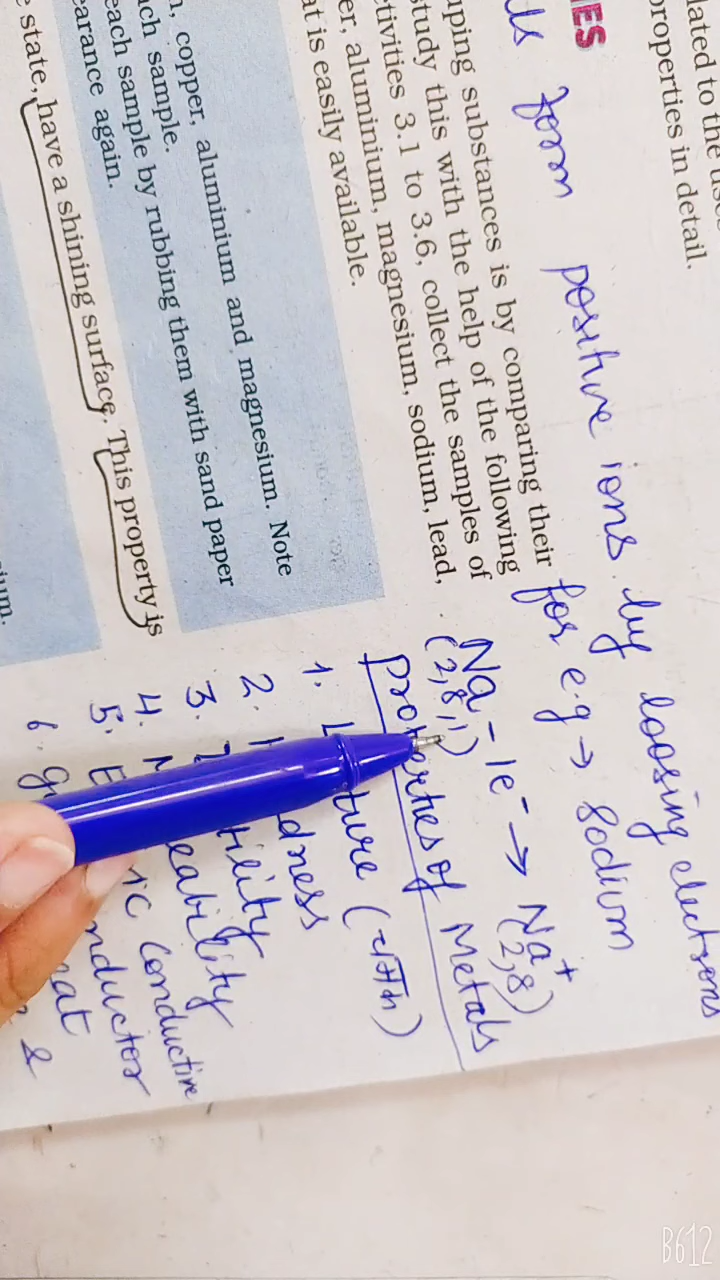 lated to the uses
properties in detail.
IES
ls form positive ions by loosing electrons
for e.g → Sodium
ping substances is by comparing their
study this with the help of the following
ctivities 3.1 to 3.6, collect the samples of
er, aluminium, magnesium, sodium, lead,
at is easily available.
Na - 1e⁻ → Na⁺
(2,8,1) (2,8)
Properties of Metals
1. ture (चमक)
2. dness
3. tility
4. M eability
5. E ic Conductive
6. g nductor
eat
&
n, copper, aluminium and magnesium. Note
ch sample.
each sample by rubbing them with sand paper
earance again.
e state, have a shining surface. This property is
ium.
B612